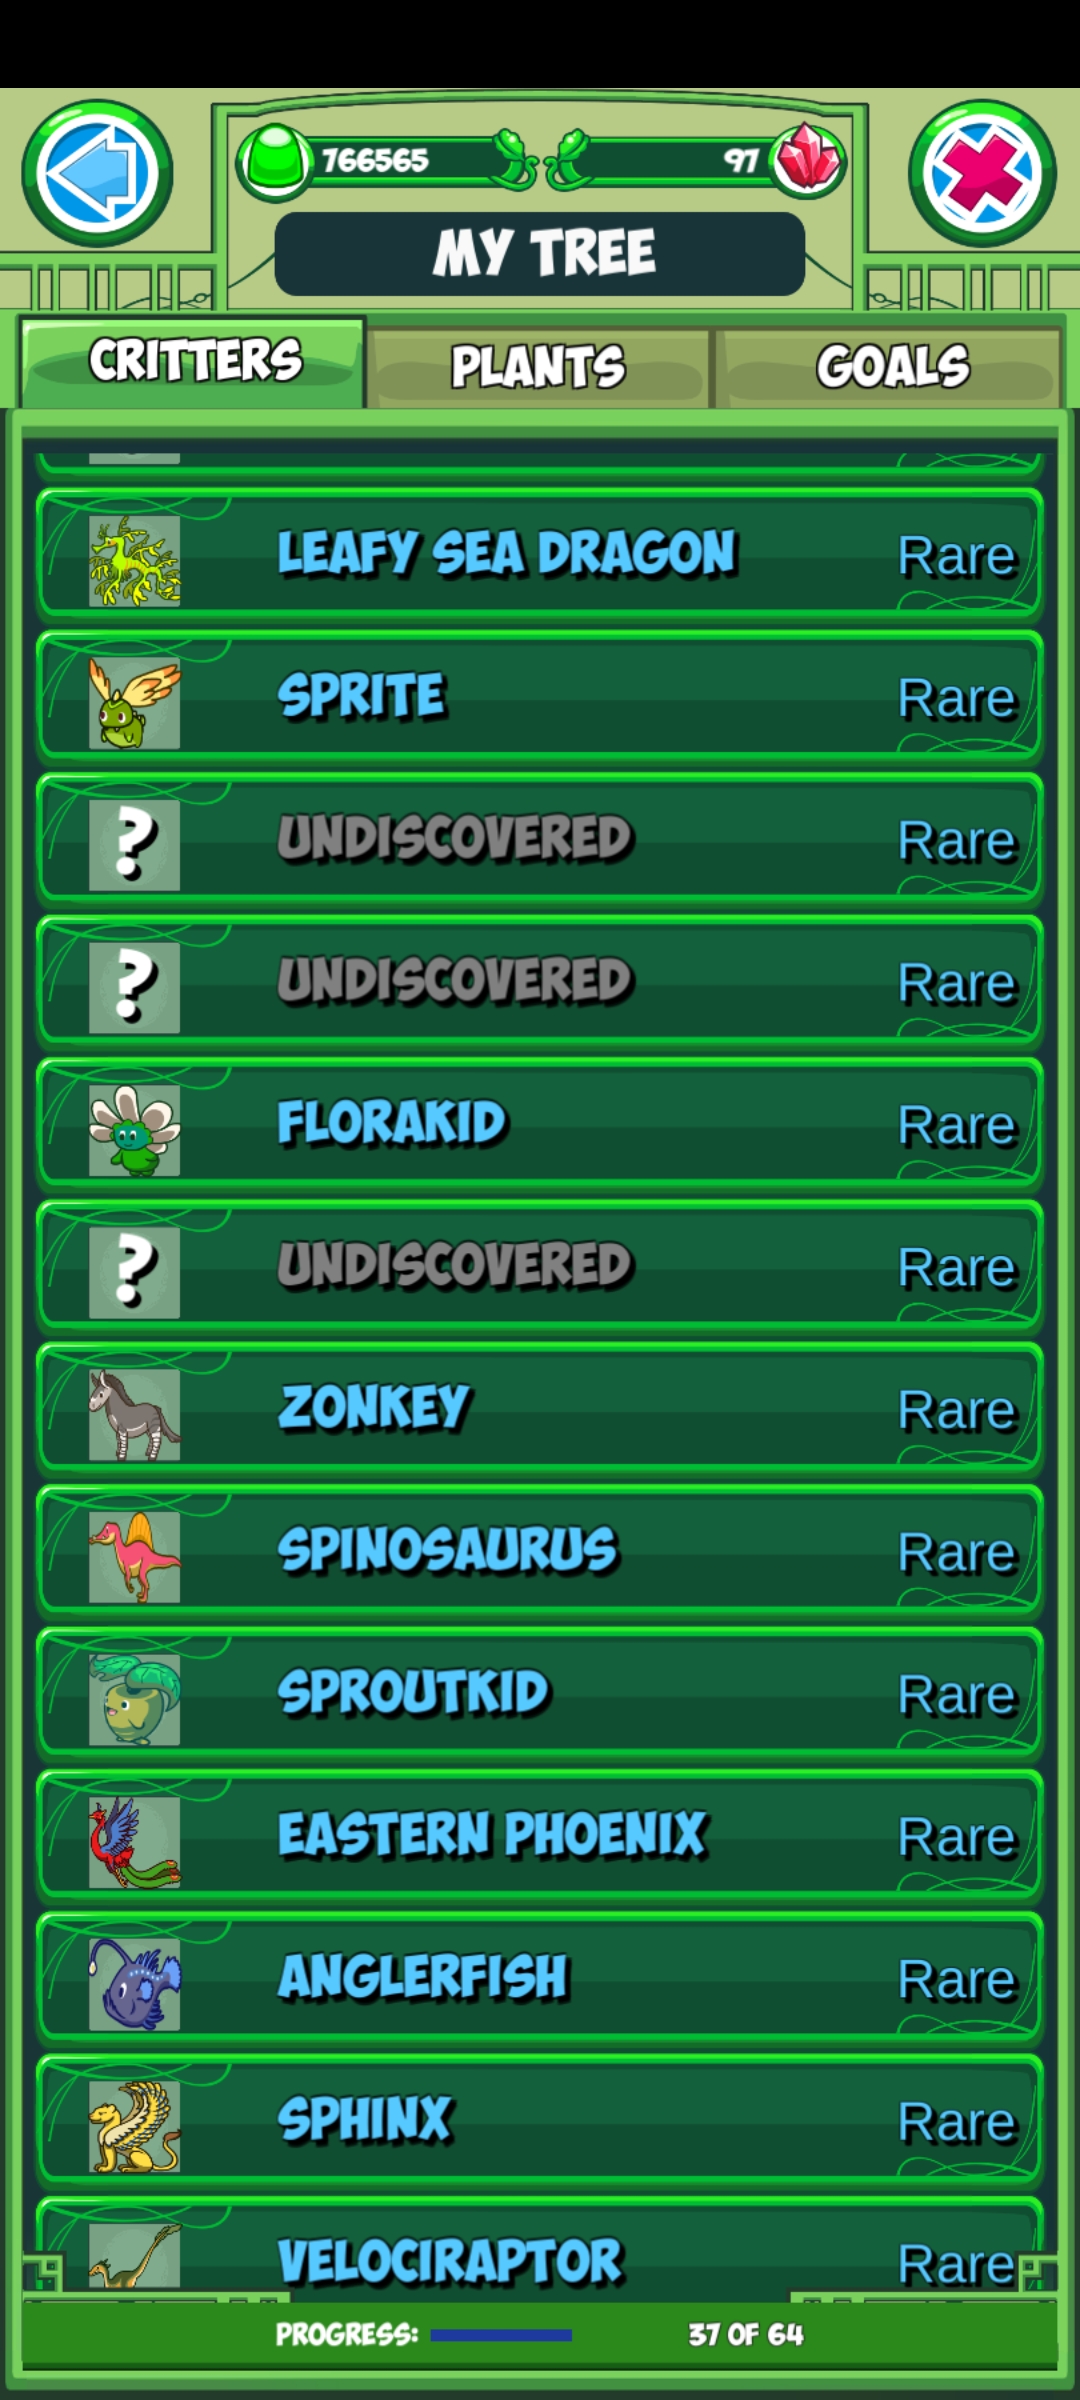 766565
97
MY TREE
CRITTERS
PLANTS
GOALS
LEAFY SEA DRAGON Rare
SPRITE Rare
? UNDISCOVERED Rare
? UNDISCOVERED Rare
FLORAKID Rare
? UNDISCOVERED Rare
ZONKEY Rare
SPINOSAURUS Rare
SPROUTKID Rare
EASTERN PHOENIX Rare
ANGLERFISH Rare
SPHINX Rare
VELOCIRAPTOR Rare
PROGRESS: 37 OF 64